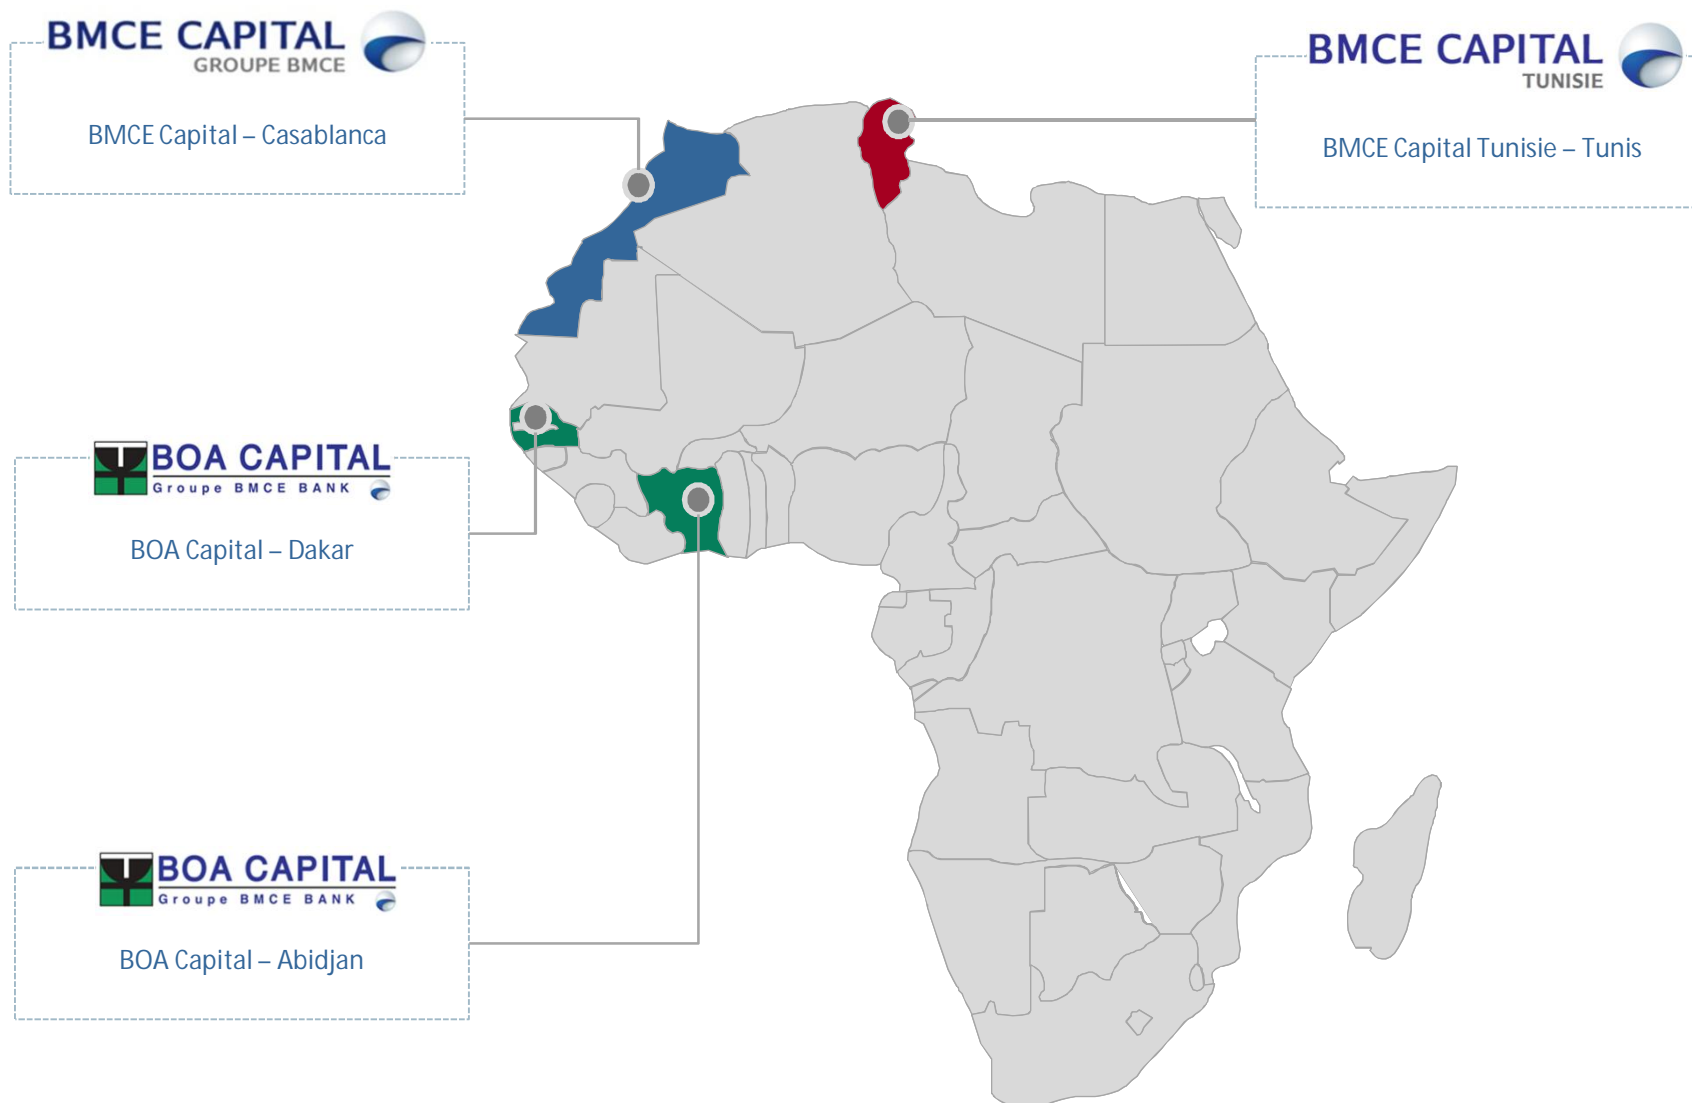 BMCE CAPITAL
GROUPE BMCE
BMCE Capital – Casablanca
BMCE CAPITAL
TUNISIE
BMCE Capital Tunisie – Tunis
BOA CAPITAL
Groupe BMCE BANK
BOA Capital – Dakar
BOA CAPITAL
Groupe BMCE BANK
BOA Capital – Abidjan